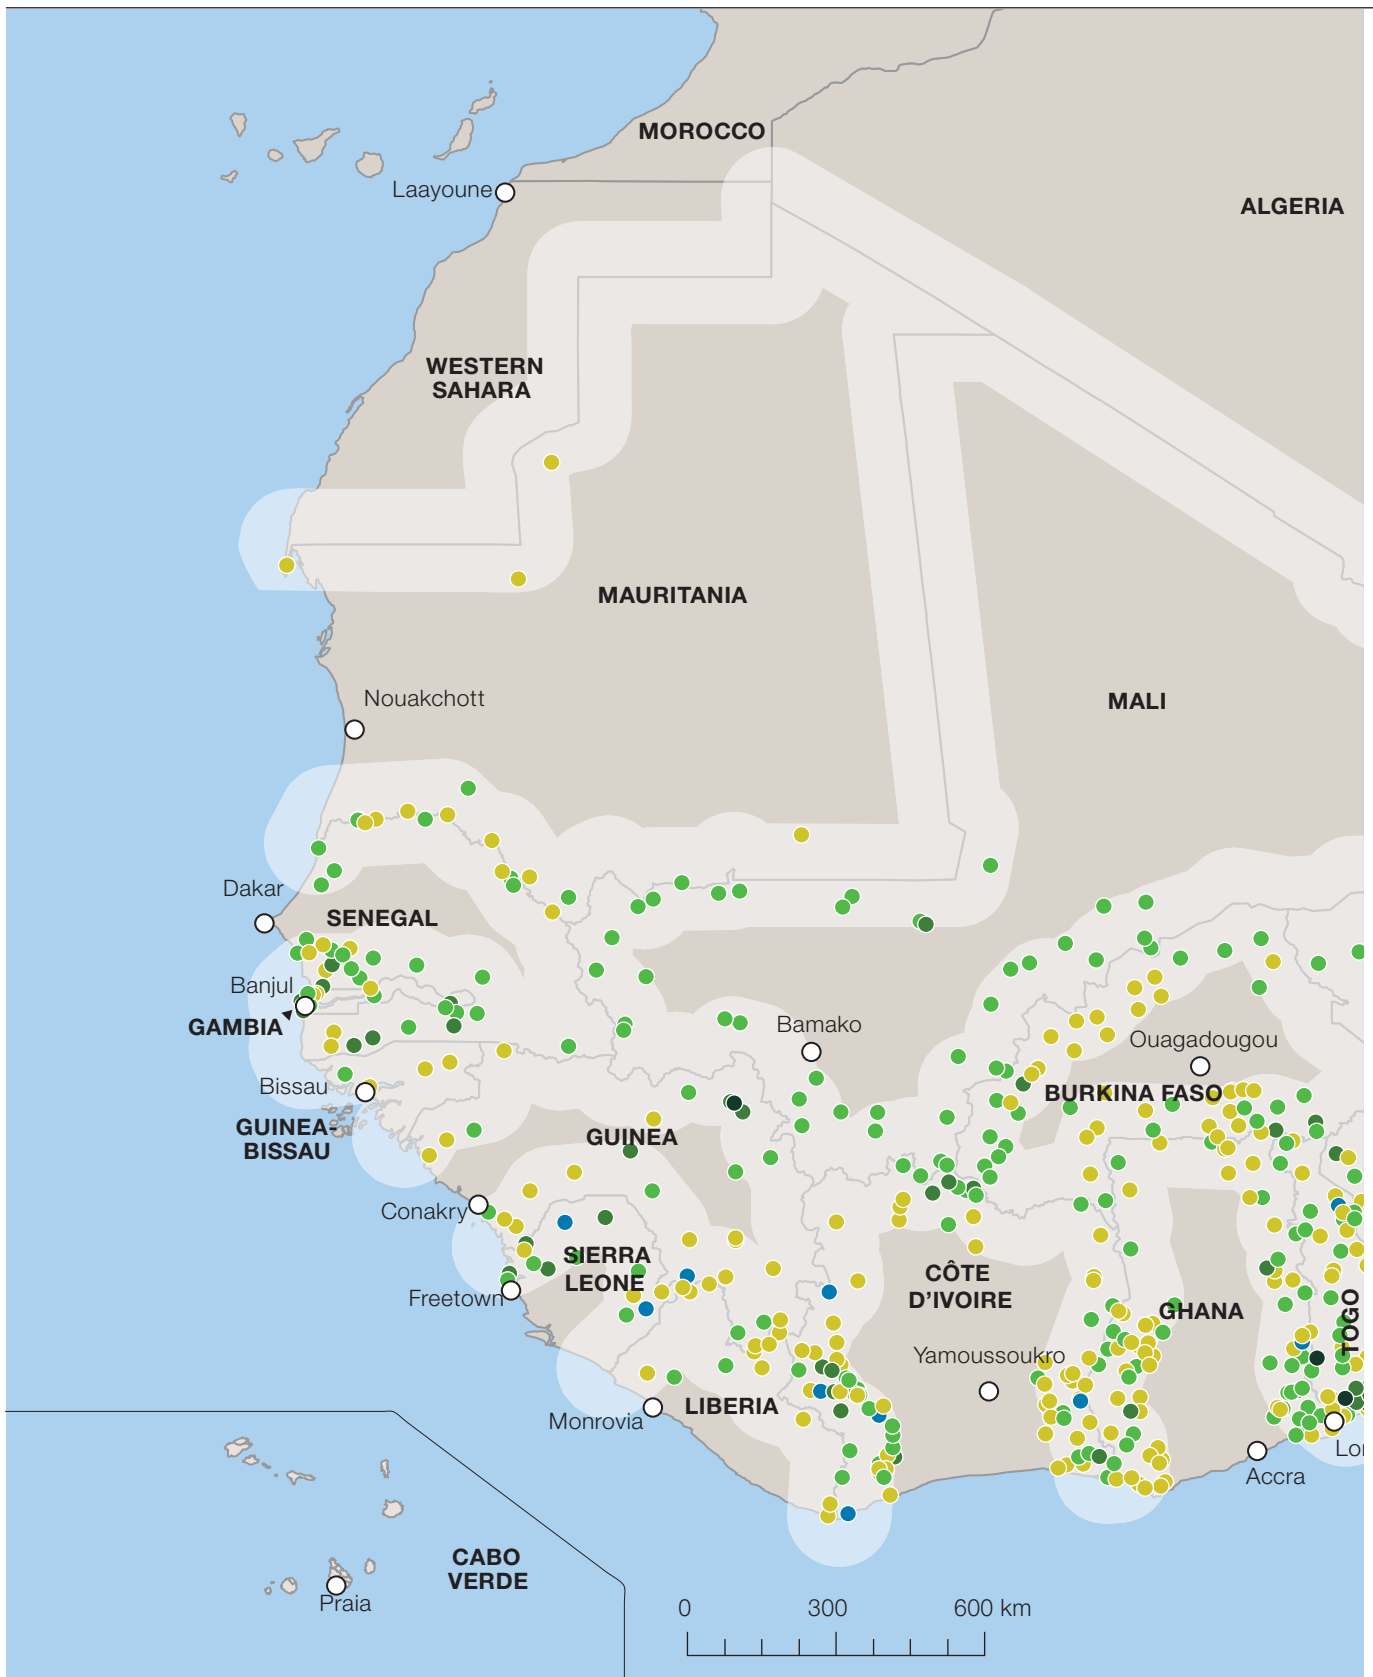 MOROCCO
Laayoune
ALGERIA
WESTERN
SAHARA
MAURITANIA
Nouakchott
MALI
Dakar
SENEGAL
Banjul
GAMBIA
Bamako
Ouagadougou
Bissau
BURKINA FASO
GUINEA-
BISSAU
GUINEA
Conakry
SIERRA
LEONE
Freetown
CÔTE
D'IVOIRE
GHANA
TOGO
Yamoussoukro
LIBERIA
Monrovia
Lo
Accra
CABO
VERDE
Praia
0 300 600 km